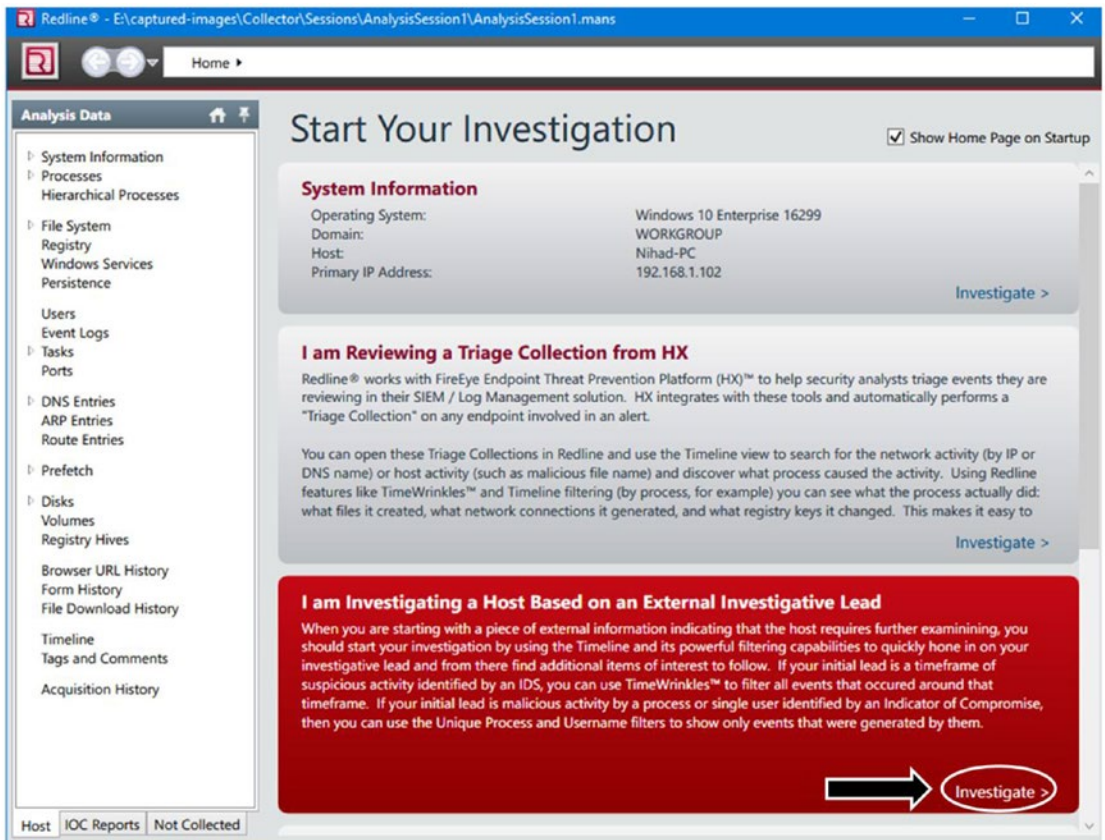 Redline® - E:\captured-images\Collector\Sessions\AnalysisSession1\AnalysisSession1.mans
Home
Analysis Data
System Information
Processes
Hierarchical Processes
File System
Registry
Windows Services
Persistence
Users
Event Logs
Tasks
Ports
DNS Entries
ARP Entries
Route Entries
Prefetch
Disks
Volumes
Registry Hives
Browser URL History
Form History
File Download History
Timeline
Tags and Comments
Acquisition History
Host IOC Reports Not Collected
Start Your Investigation
Show Home Page on Startup
System Information
Operating System: Windows 10 Enterprise 16299
Domain: WORKGROUP
Host: Nihad-PC
Primary IP Address: 192.168.1.102
Investigate >
I am Reviewing a Triage Collection from HX
Redline® works with FireEye Endpoint Threat Prevention Platform (HX)™ to help security analysts triage events they are
reviewing in their SIEM / Log Management solution. HX integrates with these tools and automatically performs a
"Triage Collection" on any endpoint involved in an alert.
You can open these Triage Collections in Redline and use the Timeline view to search for the network activity (by IP or
DNS name) or host activity (such as malicious file name) and discover what process caused the activity. Using Redline
features like TimeWrinkles™ and Timeline filtering (by process, for example) you can see what the process actually did:
what files it created, what network connections it generated, and what registry keys it changed. This makes it easy to
Investigate >
I am Investigating a Host Based on an External Investigative Lead
When you are starting with a piece of external information indicating that the host requires further examinining, you
should start your investigation by using the Timeline and its powerful filtering capabilities to quickly hone in on your
investigative lead and from there find additional items of interest to follow. If your initial lead is a timeframe of
suspicious activity identified by an IDS, you can use TimeWrinkles™ to filter all events that occured around that
timeframe. If your initial lead is malicious activity by a process or single user identified by an Indicator of Compromise,
then you can use the Unique Process and Username filters to show only events that were generated by them.
Investigate >